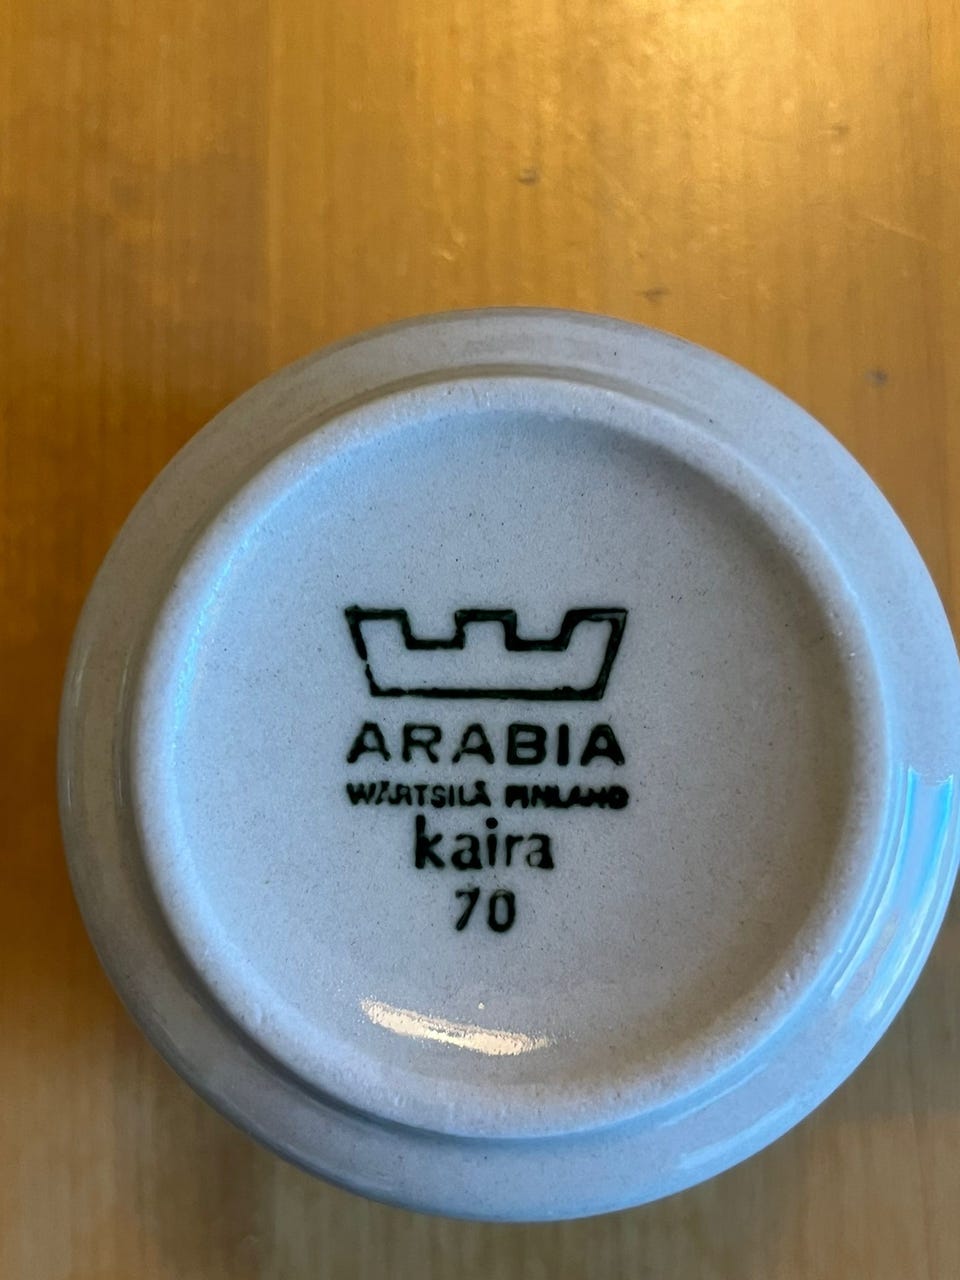 ARABIA
WÄRTSILÄ FINLAND
kaira
70